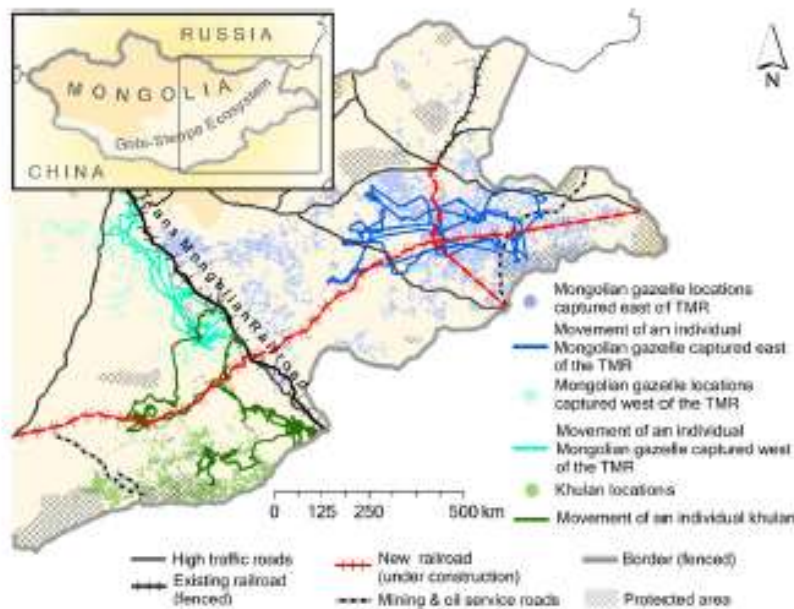 RUSSIA
MONGOLIA
Gobi-Steppe Ecosystem
CHINA
N
Trans Mongolian Railroad
Mongolian gazelle locations
captured east of TMR
Movement of an individual
Mongolian gazelle captured east
of the TMR
Mongolian gazelle locations
captured west of the TMR
Movement of an individual
Mongolian gazelle captured west
of the TMR
Khulan locations
Movement of an individual khulan
0 125 250 500 km
High traffic roads
Existing railroad
(fenced)
New railroad
(under construction)
Mining & oil service roads
Border (fenced)
Protected area